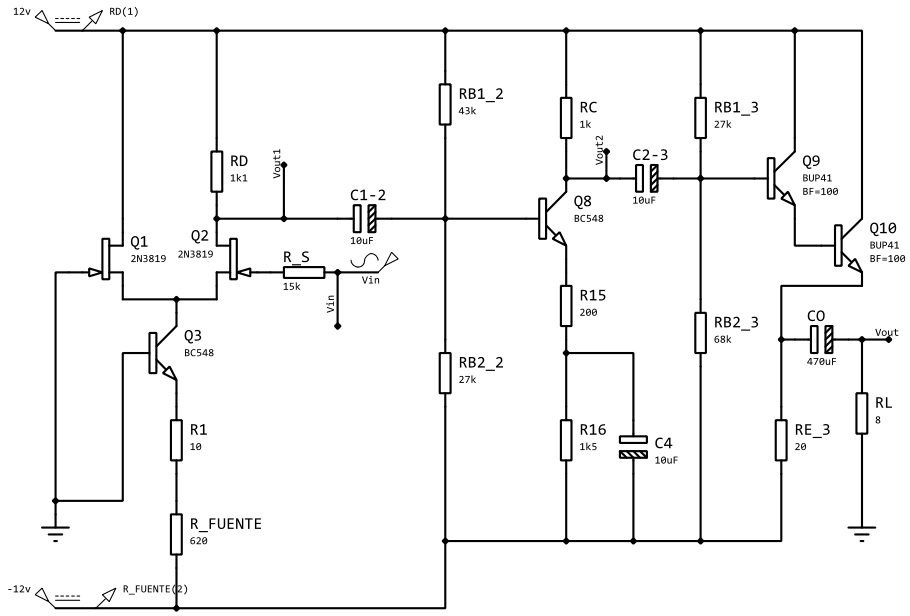 12v
RD(1)
RB1_2
43k
RC
1k
RB1_3
27k
RD
1k1
Vout1
C1-2
10uF
Vout2
C2-3
10uF
Q9
BUP41
BF=100
Q8
BC548
Q10
BUP41
BF=100
Q1
2N3819
Q2
2N3819
R_S
15k
Vin
Vin
R15
200
RB2_3
68k
CO
470uF
Vout
Q3
BC548
RB2_2
27k
R1
10
R16
1k5
C4
10uF
RE_3
20
RL
8
R_FUENTE
620
-12v
R_FUENTE(2)